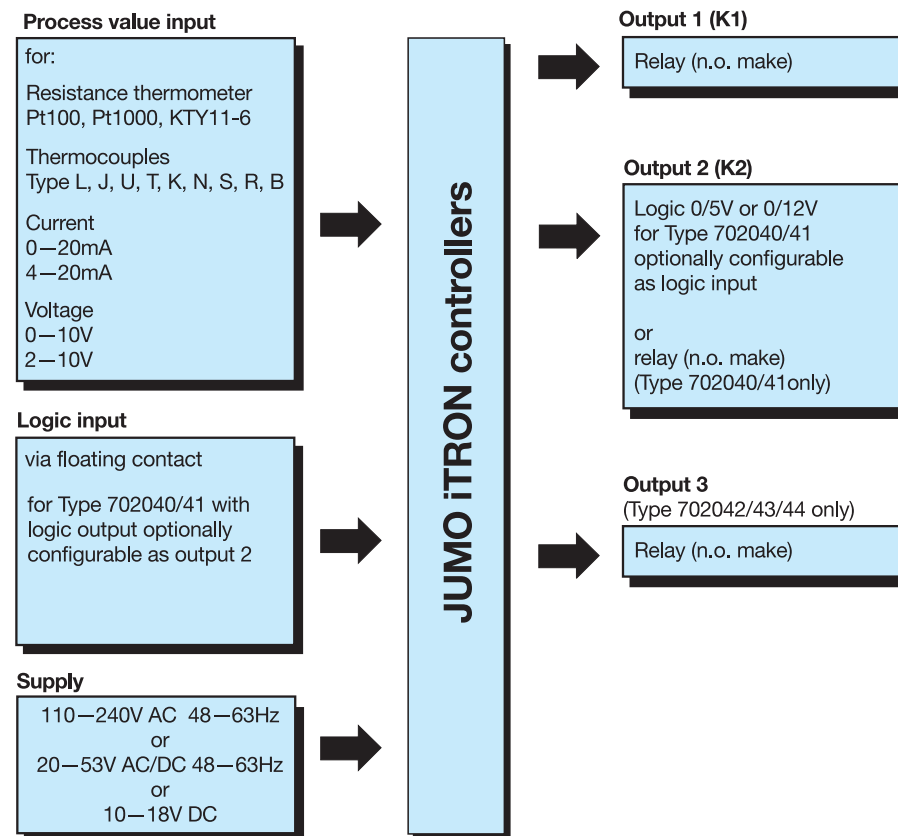 Process value input
for:
Resistance thermometer
Pt100, Pt1000, KTY11-6
Thermocouples
Type L, J, U, T, K, N, S, R, B
Current
0—20mA
4—20mA
Voltage
0—10V
2—10V
Logic input
via floating contact
for Type 702040/41 with
logic output optionally
configurable as output 2
Supply
110—240V AC 48—63Hz
or
20—53V AC/DC 48—63Hz
or
10—18V DC
JUMO iTRON controllers
Output 1 (K1)
Relay (n.o. make)
Output 2 (K2)
Logic 0/5V or 0/12V
for Type 702040/41
optionally configurable
as logic input
or
relay (n.o. make)
(Type 702040/41only)
Output 3
(Type 702042/43/44 only)
Relay (n.o. make)